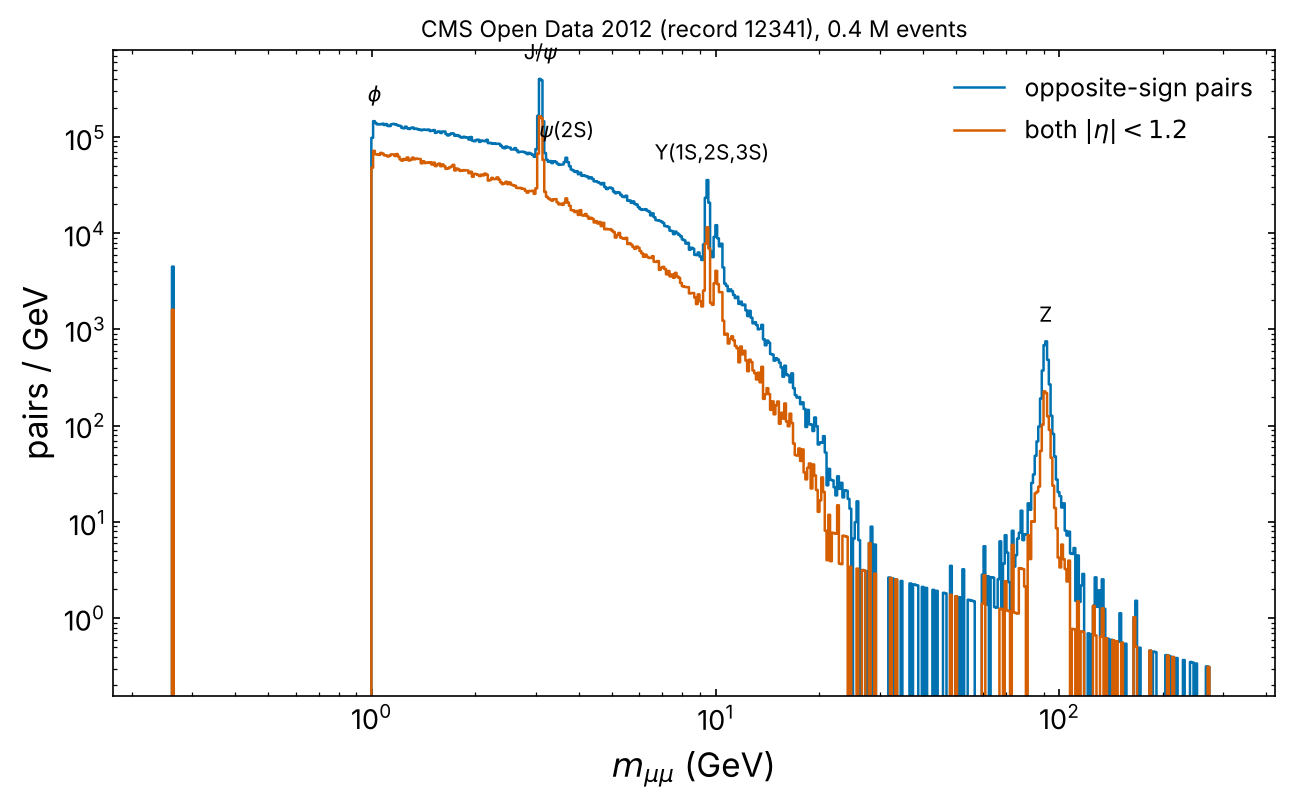 CMS Open Data 2012 (record 12341), 0.4 M events
J/ψ
ϕ
ψ(2S)
Υ(1S,2S,3S)
Z
opposite-sign pairs
both |η| < 1.2
pairs / GeV
10⁵
10⁴
10³
10²
10¹
10⁰
10⁰ 10¹ 10²
m_μμ (GeV)